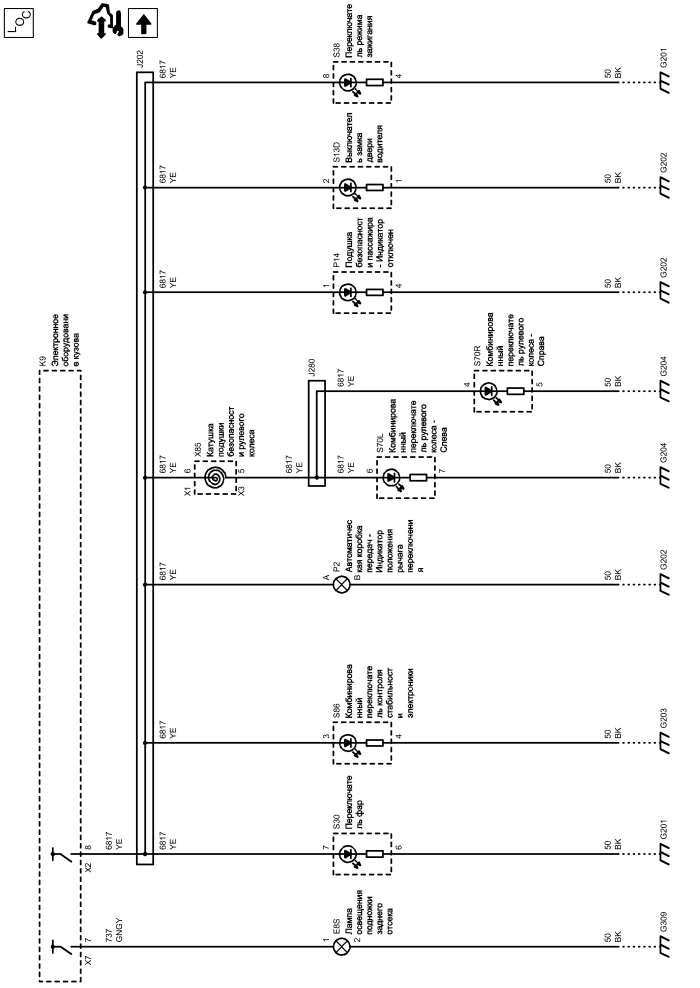 LOC
K9
Электронное
оборудовани
е кузова
X7
7
737
GNGY
X2
8
6817
YE
J202
1
E8S
Лампа
освещения
подножки
заднего
отсека
2
50
BK
G309
6817
YE
7
S30
Переключате
ль фар
6
50
BK
G201
6817
YE
3
S86
Комбинирова
нный
переключате
ль контроля
стабильност
и
электроники
4
50
BK
G203
6817
YE
A
P2
Автоматичес
кая коробка
передач -
Индикатор
положения
рычага
переключени
я
B
50
BK
G202
6817
YE
X1
6
X85
Катушка
подушки
безопасност
и рулевого
колеса
X3
5
6817
YE
J280
6817
YE
6
S70L
Комбинирова
нный
переключате
ль рулевого
колеса -
Слева
7
50
BK
G204
6817
YE
4
S70R
Комбинирова
нный
переключате
ль рулевого
колеса -
Справа
5
50
BK
G204
6817
YE
1
P14
Подушка
безопасност
и пассажира
- Индикатор
отключен
4
50
BK
G202
6817
YE
2
S13D
Выключател
ь замка
двери
водителя
1
50
BK
G202
6817
YE
8
S38
Переключате
ль режима
зажигания
4
50
BK
G201